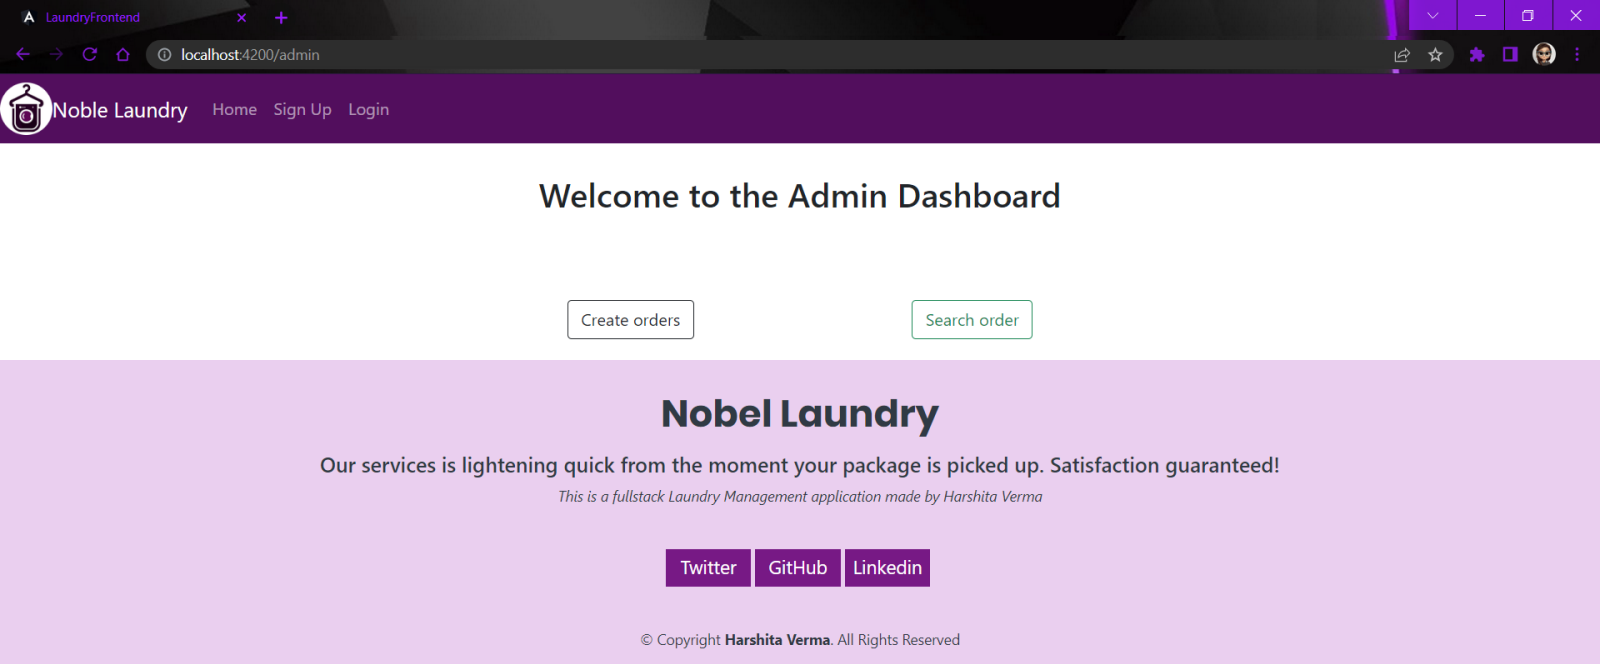 LaundryFrontend
localhost:4200/admin
Noble Laundry Home Sign Up Login
Welcome to the Admin Dashboard
Create orders Search order
Nobel Laundry
Our services is lightening quick from the moment your package is picked up. Satisfaction guaranteed!
This is a fullstack Laundry Management application made by Harshita Verma
Twitter GitHub Linkedin
© Copyright Harshita Verma. All Rights Reserved